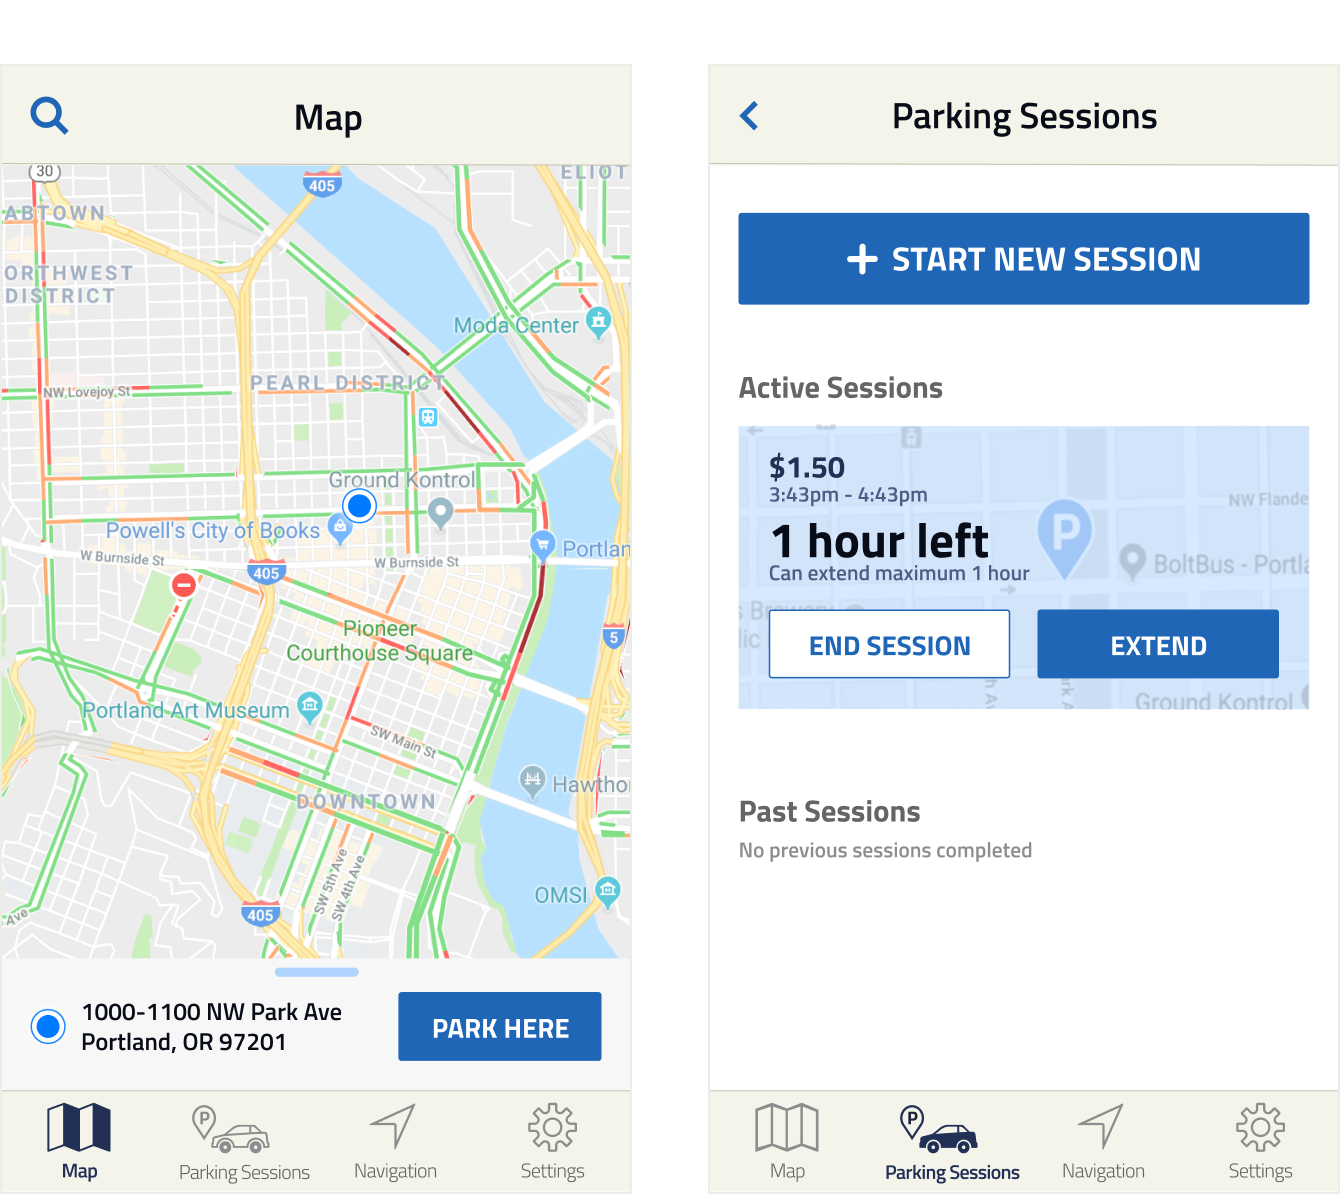 Map
30
405
ELIOT
ABTOWN
ORTHWEST
DISTRICT
Moda Center
PEARL DISTRICT
NW Lovejoy St
Ground Kontrol
Powell's City of Books
Portlan
W Burnside St
W Burnside St
405
Pioneer
Courthouse Square
5
Portland Art Museum
SW Main St
Hawthor
DOWNTOWN
SW 5th Ave
SW 4th Ave
OMSI
405
Ave
1000-1100 NW Park Ave
Portland, OR 97201
PARK HERE
Map
P
Parking Sessions
Navigation
Settings
Parking Sessions
+ START NEW SESSION
Active Sessions
$1.50
3:43pm - 4:43pm
1 hour left
Can extend maximum 1 hour
P
NW Flande
BoltBus - Portla
s Brewery
lic
END SESSION
EXTEND
h Av
rk A
Ground Kontrol
Past Sessions
No previous sessions completed
Map
P
Parking Sessions
Navigation
Settings